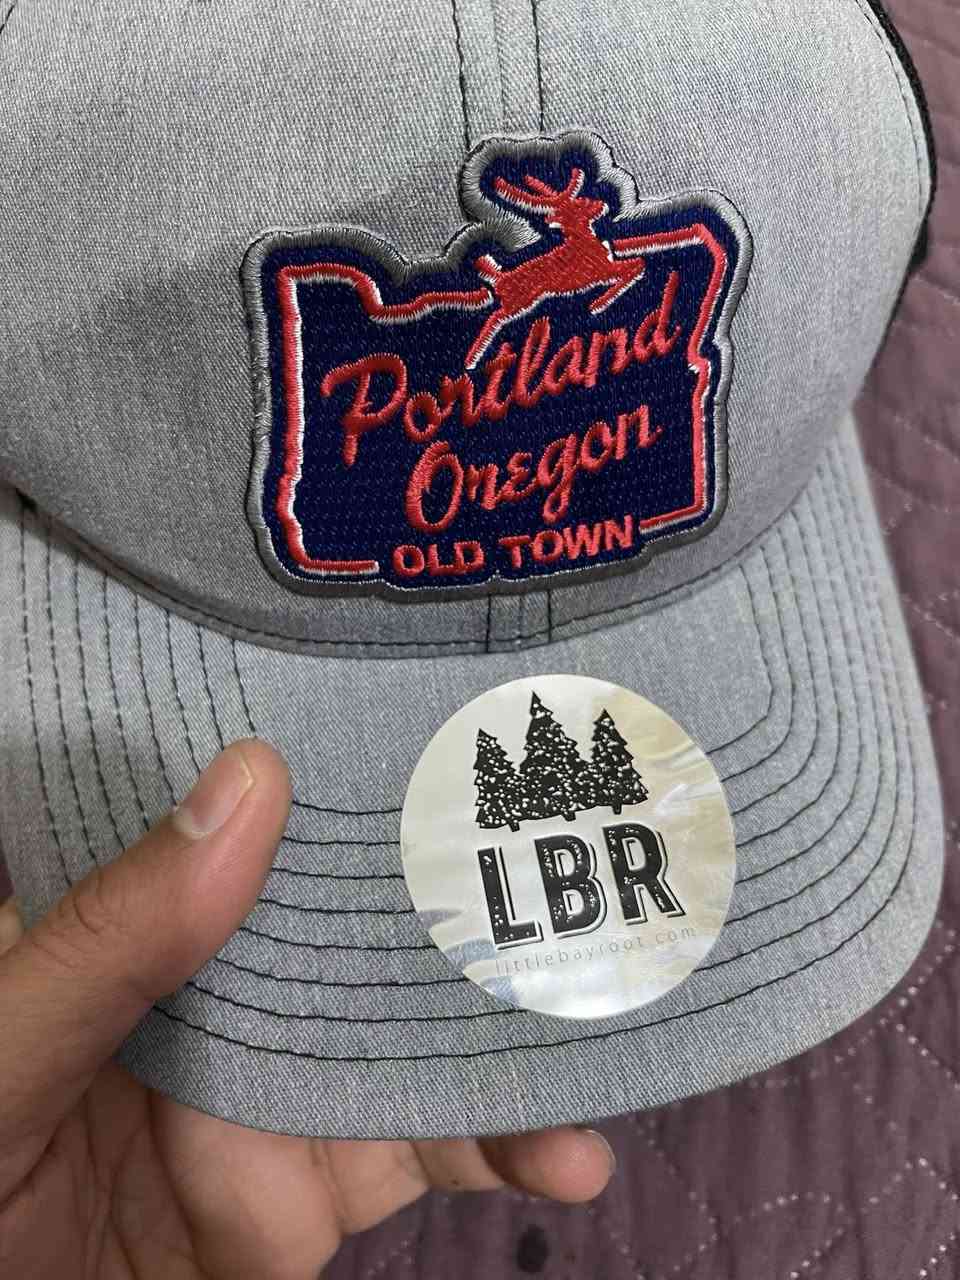 Portland
Oregon
OLD TOWN
LBR
littlebayroot.com